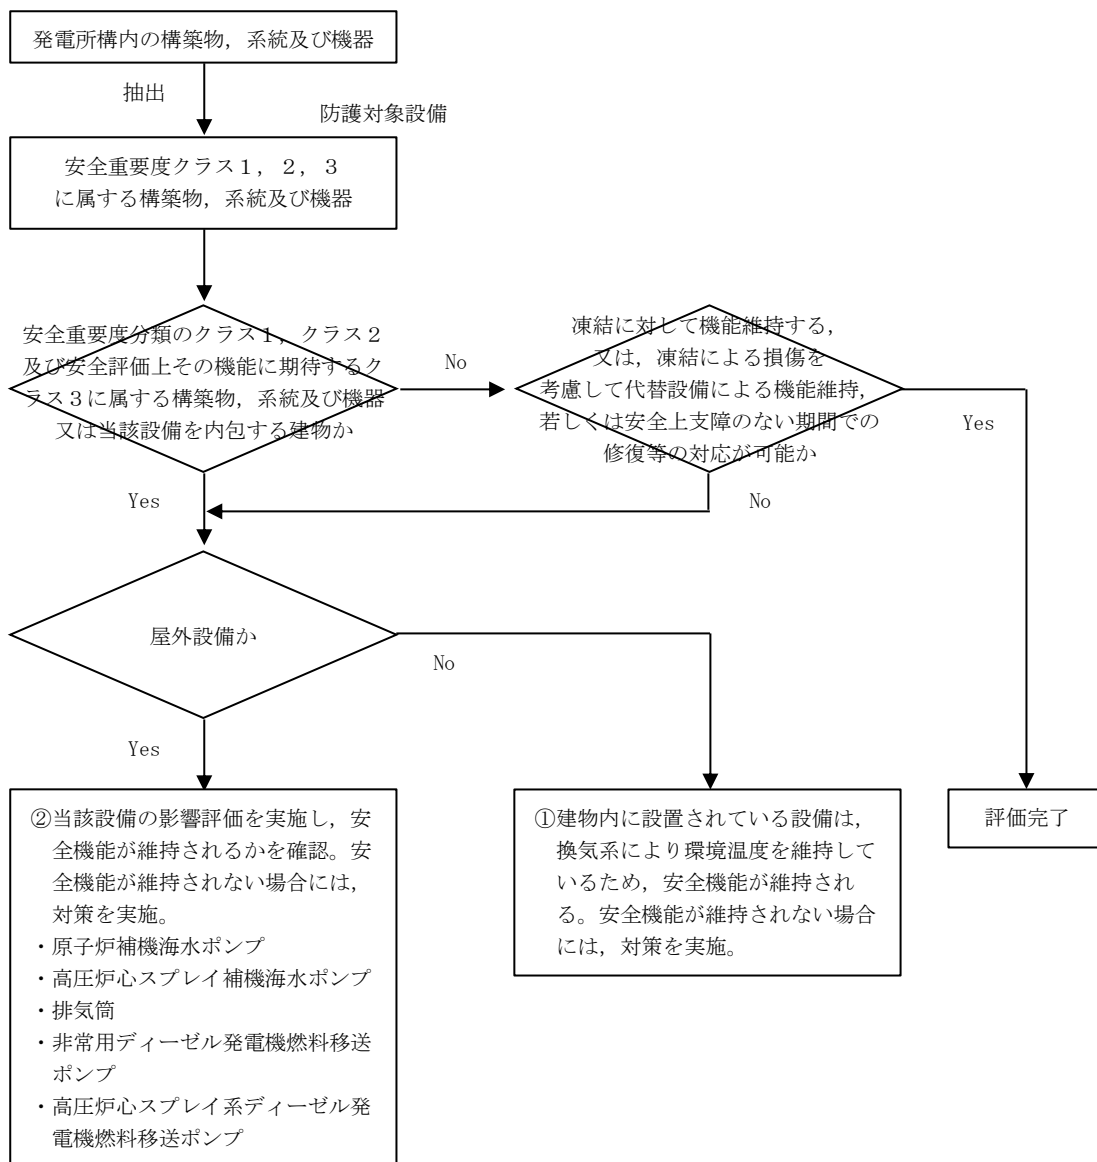 発電所構内の構築物，系統及び機器
抽出
防護対象設備
安全重要度クラス１，２，３
に属する構築物，系統及び機器
安全重要度分類のクラス１，クラス２
及び安全評価上その機能に期待するク
ラス３に属する構築物，系統及び機器
又は当該設備を内包する建物か
No
凍結に対して機能維持する，
又は，凍結による損傷を
考慮して代替設備による機能維持，
若しくは安全上支障のない期間での
修復等の対応が可能か
Yes
Yes
No
屋外設備か
No
Yes
②当該設備の影響評価を実施し，安
全機能が維持されるかを確認。安
全機能が維持されない場合には，
対策を実施。
・原子炉補機海水ポンプ
・高圧炉心スプレイ補機海水ポンプ
・排気筒
・非常用ディーゼル発電機燃料移送
ポンプ
・高圧炉心スプレイ系ディーゼル発
電機燃料移送ポンプ
①建物内に設置されている設備は，
換気系により環境温度を維持して
いるため，安全機能が維持され
る。安全機能が維持されない場合
には，対策を実施。
評価完了